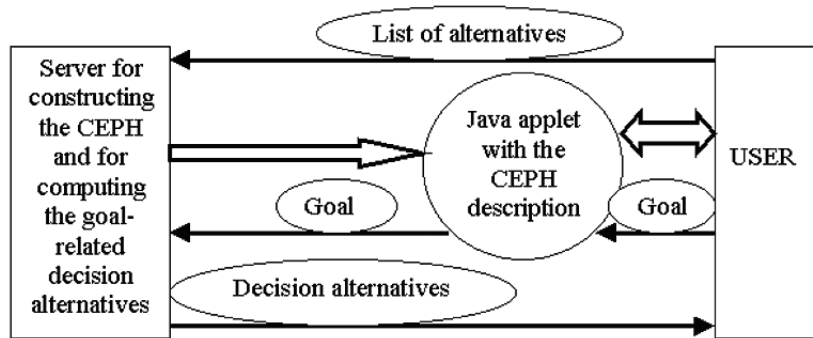 List of alternatives
Server for
constructing
the CEPH
and for
computing
the goal-
related
decision
alternatives
Java applet
with the
CEPH
description
USER
Goal
Goal
Decision alternatives